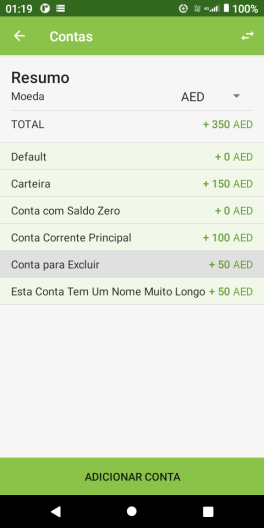 01:19 100%
Contas
Resumo
Moeda AED
TOTAL + 350 AED
Default + 0 AED
Carteira + 150 AED
Conta com Saldo Zero + 0 AED
Conta Corrente Principal + 100 AED
Conta para Excluir + 50 AED
Esta Conta Tem Um Nome Muito Longo + 50 AED
ADICIONAR CONTA